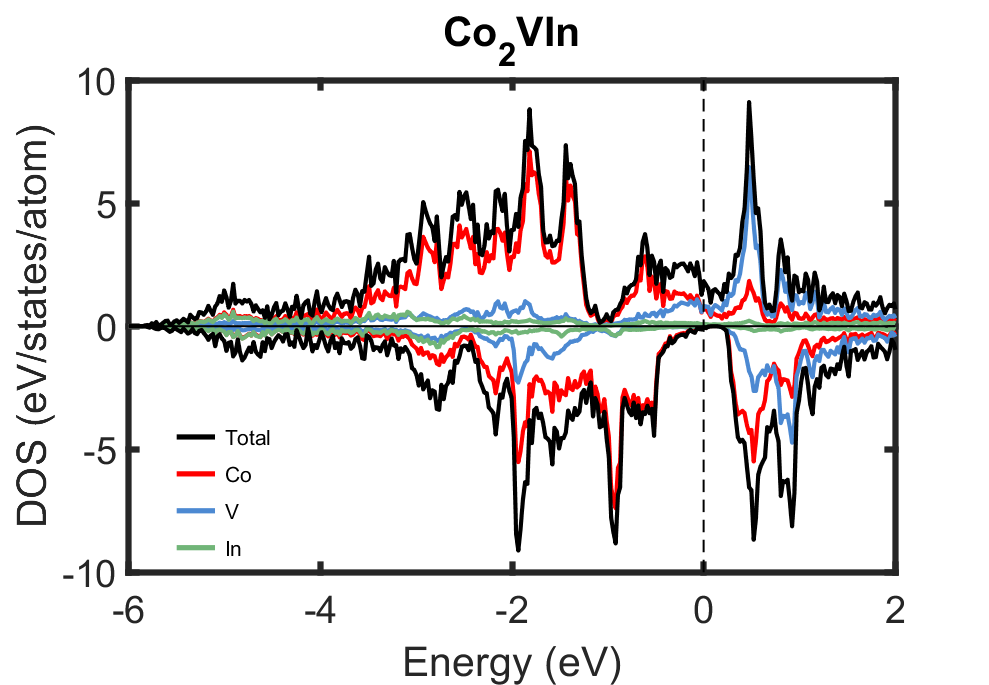 Co₂VIn
DOS (eV/states/atom)
10
5
0
-5
-10
Total
Co
V
In
-6
-4
-2
0
2
Energy (eV)